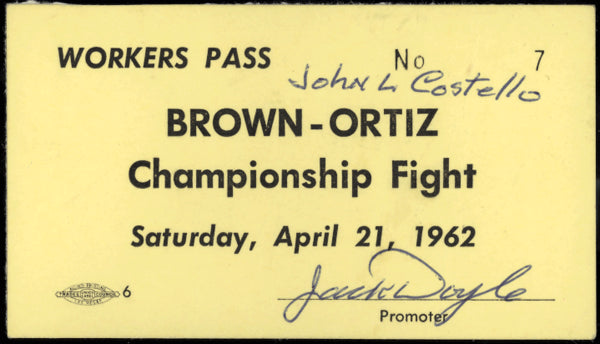 WORKERS PASS No 7
John L Costello
BROWN-ORTIZ
Championship Fight
Saturday, April 21, 1962
Jack Doyle
Promoter
6